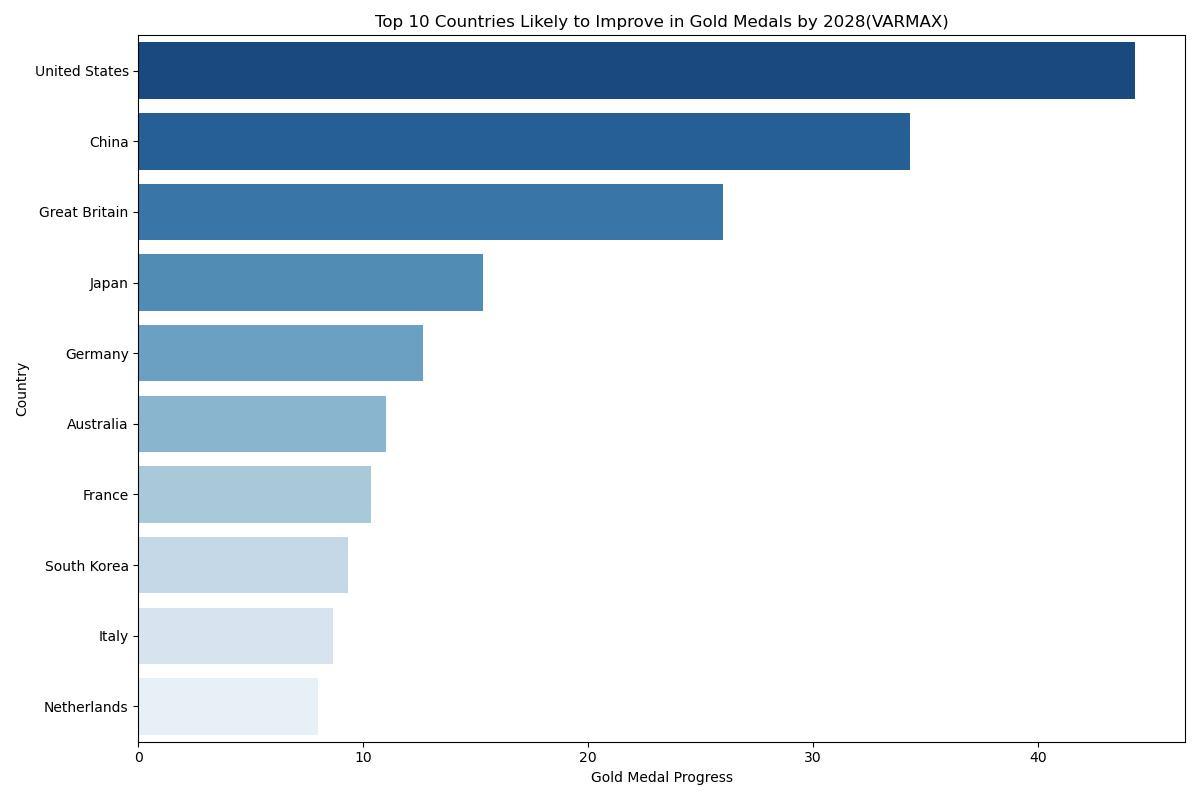 Top 10 Countries Likely to Improve in Gold Medals by 2028(VARMAX)
United States
China
Great Britain
Japan
Germany
Australia
France
South Korea
Italy
Netherlands
Country
0 10 20 30 40
Gold Medal Progress